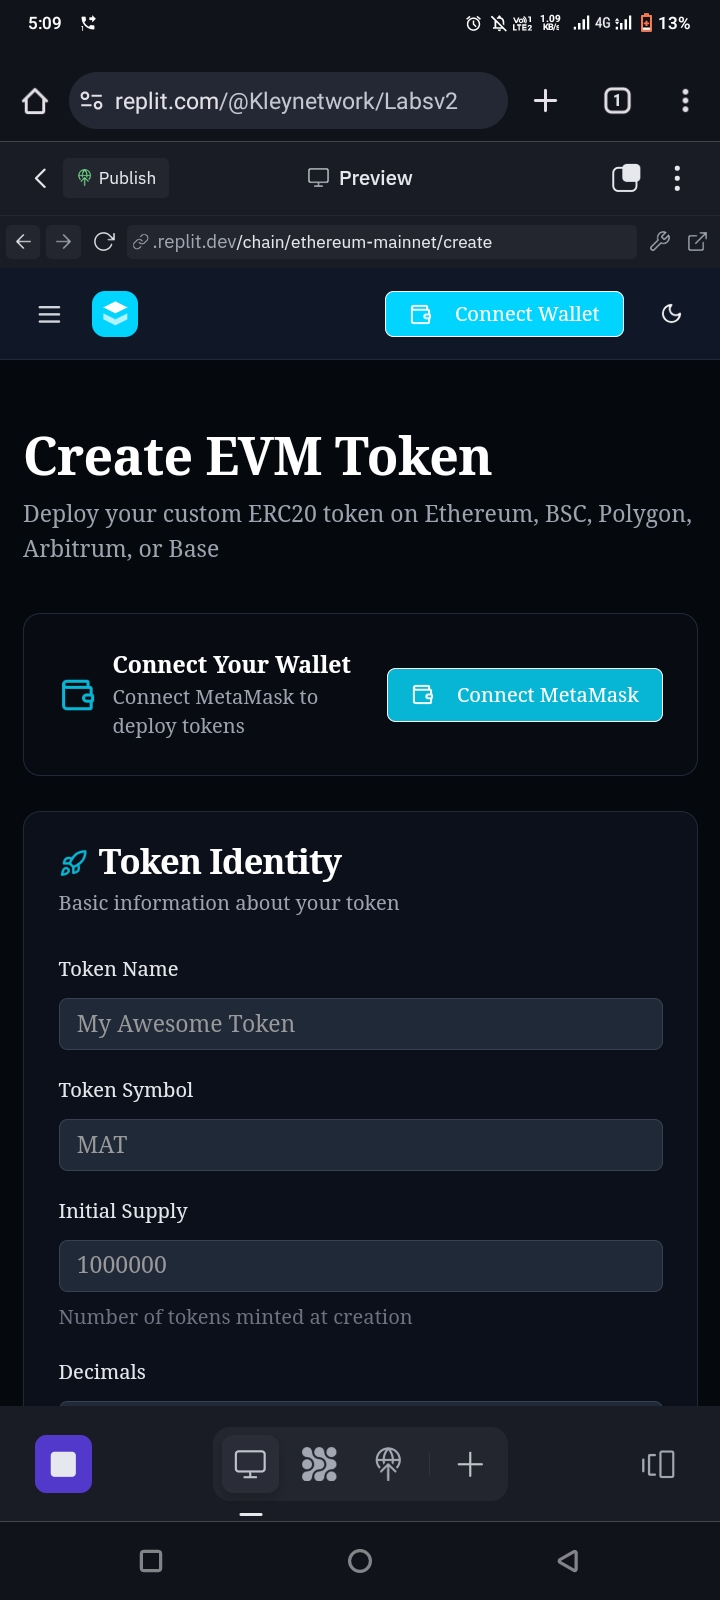 5:09
Vo)) 1
LTE2
1.09
KB/s
4G
13%
replit.com/@Kleynetwork/Labsv2
1
Publish
Preview
.replit.dev/chain/ethereum-mainnet/create
Connect Wallet
Create EVM Token
Deploy your custom ERC20 token on Ethereum, BSC, Polygon,
Arbitrum, or Base
Connect Your Wallet
Connect MetaMask to
deploy tokens
Connect MetaMask
Token Identity
Basic information about your token
Token Name
My Awesome Token
Token Symbol
MAT
Initial Supply
1000000
Number of tokens minted at creation
Decimals